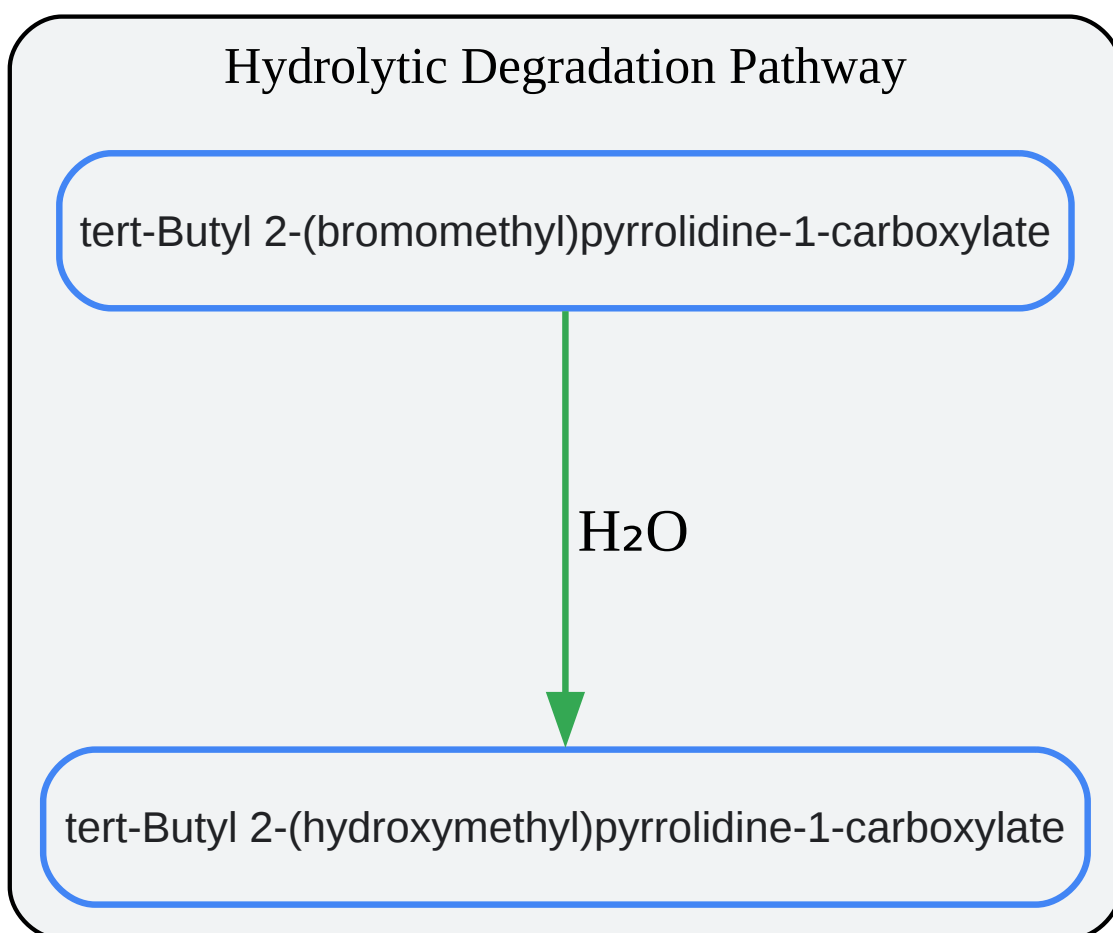 Hydrolytic Degradation Pathway
tert-Butyl 2-(bromomethyl)pyrrolidine-1-carboxylate
H₂O
tert-Butyl 2-(hydroxymethyl)pyrrolidine-1-carboxylate